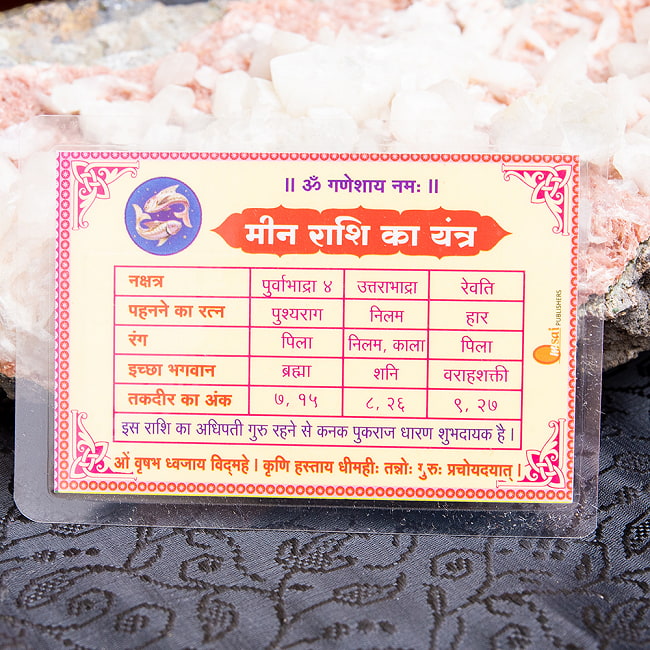 ॥ ॐ गणेशाय नमः ॥
मीन राशि का यंत्र
नक्षत्र पुर्वाभाद्रा ४ उत्तराभाद्रा रेवति
पहनने का रत्न पुश्यराग निलम हार
रंग पिला निलम, काला पिला
इच्छा भगवान ब्रह्मा शनि वराहशक्ती
तकदीर का अंक ७, १५ ८, २६ ९, २७
इस राशि का अधिपती गुरु रहने से कनक पुकराज धारण शुभदायक है।
ओं वृषभ ध्वजाय विद्महे। कृणि हस्ताय धीमहीः तन्नोः गुरुः प्रचोयदयात्।
sai
PUBLISHERS